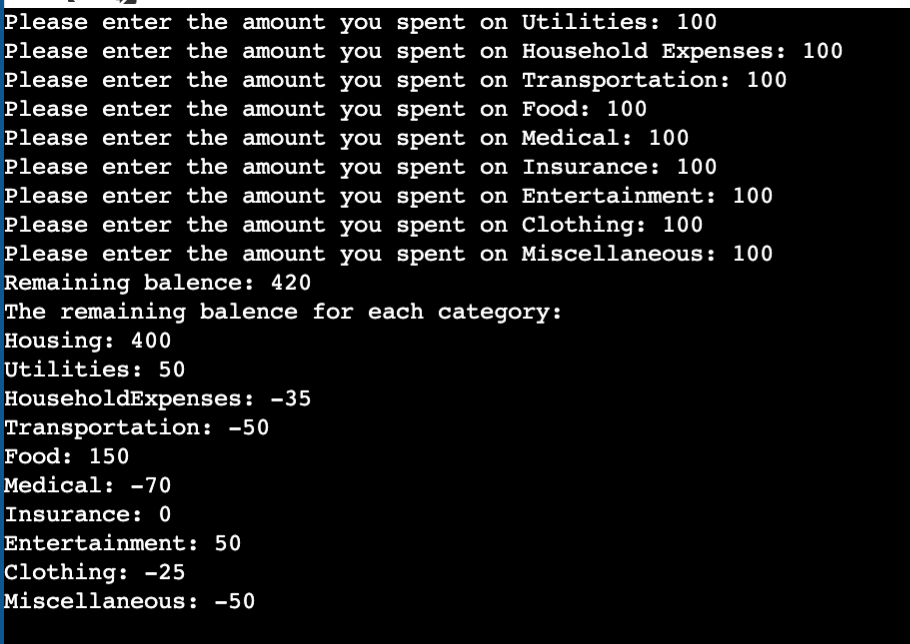 Please enter the amount you spent on Utilities: 100
Please enter the amount you spent on Household Expenses: 100
Please enter the amount you spent on Transportation: 100
Please enter the amount you spent on Food: 100
Please enter the amount you spent on Medical: 100
Please enter the amount you spent on Insurance: 100
Please enter the amount you spent on Entertainment: 100
Please enter the amount you spent on Clothing: 100
Please enter the amount you spent on Miscellaneous: 100
Remaining balence: 420
The remaining balence for each category:
Housing: 400
Utilities: 50
HouseholdExpenses: -35
Transportation: -50
Food: 150
Medical: -70
Insurance: 0
Entertainment: 50
Clothing: -25
Miscellaneous: -50